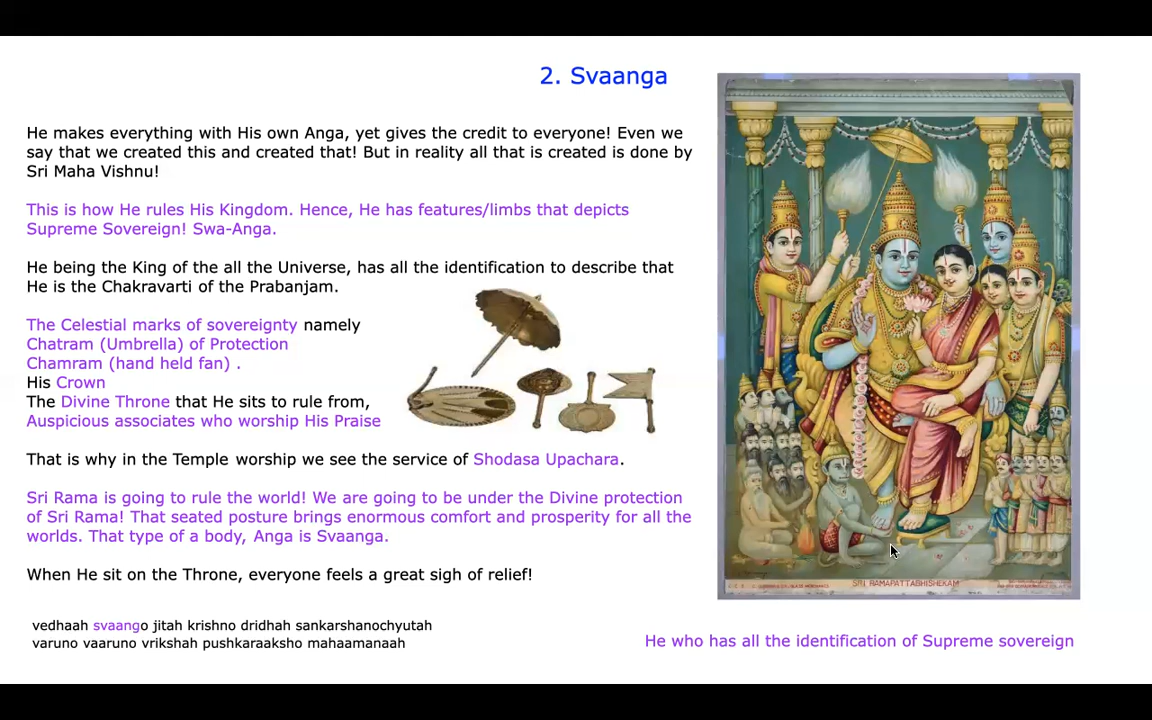 2. Svaanga
He makes everything with His own Anga, yet gives the credit to everyone! Even we
say that we created this and created that! But in reality all that is created is done by
Sri Maha Vishnu!
This is how He rules His Kingdom. Hence, He has features/limbs that depicts
Supreme Sovereign! Swa-Anga.
He being the King of the all the Universe, has all the identification to describe that
He is the Chakravarti of the Prabanjam.
The Celestial marks of sovereignty namely
Chatram (Umbrella) of Protection
Chamram (hand held fan) .
His Crown
The Divine Throne that He sits to rule from,
Auspicious associates who worship His Praise
That is why in the Temple worship we see the service of Shodasa Upachara.
Sri Rama is going to rule the world! We are going to be under the Divine protection
of Sri Rama! That seated posture brings enormous comfort and prosperity for all the
worlds. That type of a body, Anga is Svaanga.
When He sit on the Throne, everyone feels a great sigh of relief!
vedhaah svaango jitah krishno dridhah sankarshanochyutah
varuno vaaruno vrikshah pushkaraaksho mahaamanaah
SRI RAMAPATTABHISHEKAM
He who has all the identification of Supreme sovereign